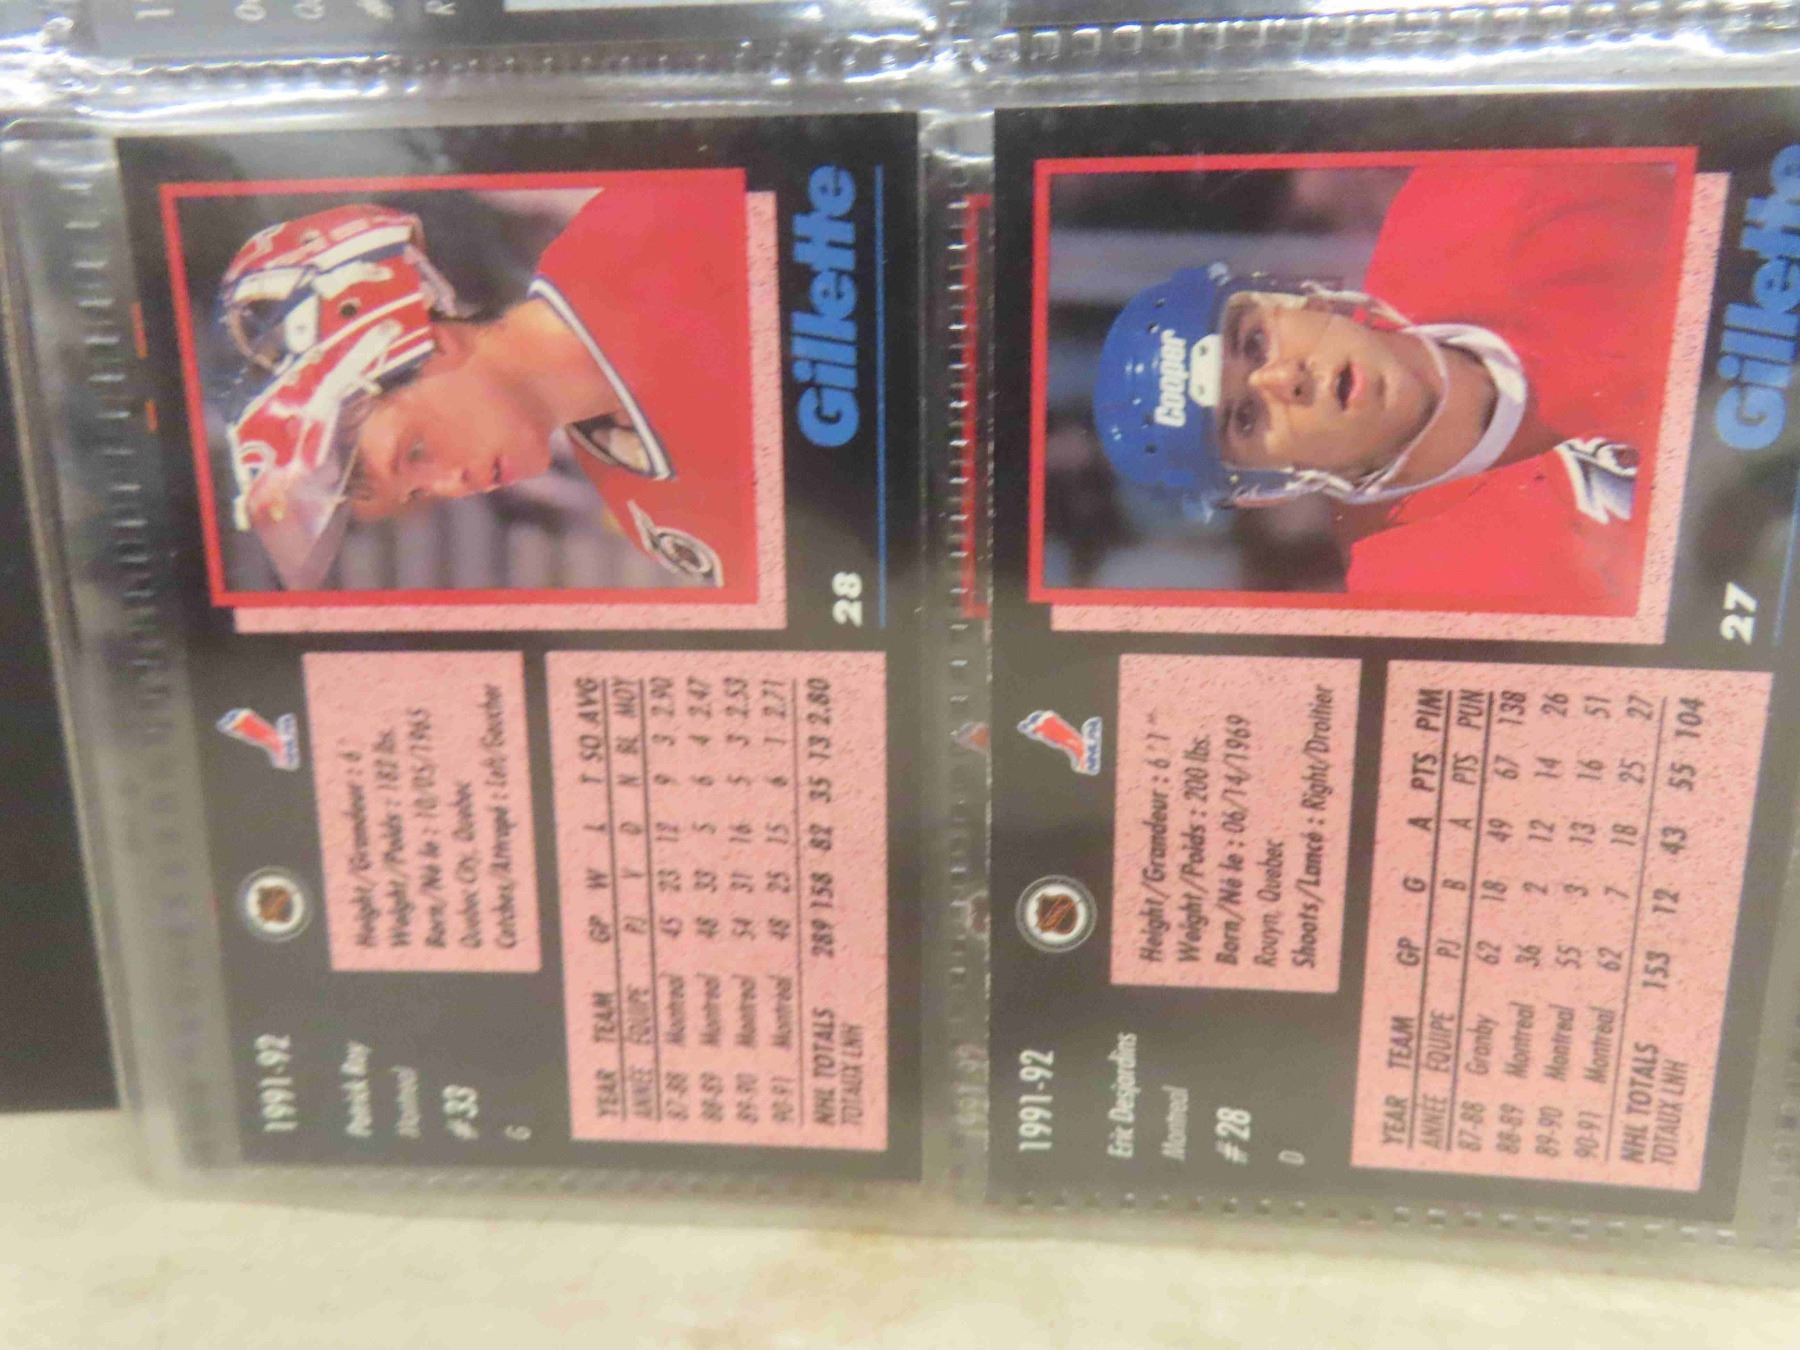 Gillette
28
1991-92
Patrick Roy
Montreal
#33
G
Height/Grandeur : 6'
Weight/Poids : 182 lbs.
Born/Né le : 10/05/1965
Quebec City, Quebec
Catches/Attrapé : Left/Gaucher
YEAR TEAM GP W L T SO AVG
ANNÉE ÉQUIPE PJ V D N BL MOY
87-88 Montreal 45 23 12 9 3 2.90
88-89 Montreal 48 33 5 6 4 2.47
89-90 Montreal 54 31 16 5 3 2.53
90-91 Montreal 48 25 15 6 1 2.71
NHL TOTALS 289 158 82 35 13 2.80
TOTAUX LNH
Cooper
Gillette
27
1991-92
Eric Desjardins
Montreal
#28
D
Height/Grandeur : 6'1"
Weight/Poids : 200 lbs.
Born/Né le : 06/14/1969
Rouyn, Quebec
Shoots/Lance : Right/Droitier
YEAR TEAM GP G A PTS PIM
ANNÉE ÉQUIPE PJ B A PTS PUN
87-88 Granby 62 18 49 67 138
88-89 Montreal 36 2 12 14 26
89-90 Montreal 55 3 13 16 51
90-91 Montreal 62 7 18 25 27
NHL TOTALS 153 12 43 55 104
TOTAUX LNH